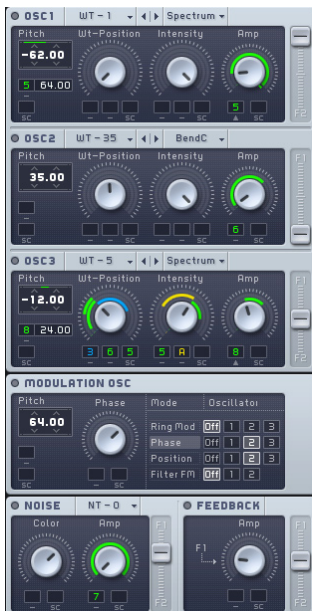 OSC1 WT-1 Spectrum
Pitch Wt-Position Intensity Amp F1
-62.00
5 64.00
5
SC SC SC SC F2
OSC2 WT-35 BendC
Pitch Wt-Position Intensity Amp F1
35.00
6
SC SC SC SC F2
OSC3 WT-5 Spectrum
Pitch Wt-Position Intensity Amp F1
-12.00
8 24.00 3 6 5 5 A 8
SC SC SC SC F2
MODULATION OSC
Pitch Phase Mode Oscillator
64.00
Ring Mod Off 1 2 3
Phase Off 1 2 3
Position Off 1 2 3
Filter FM Off 1 2
SC SC
NOISE NT-0 FEEDBACK
Color Amp F1 Amp F1
F1
7
SC SC F2 SC F2